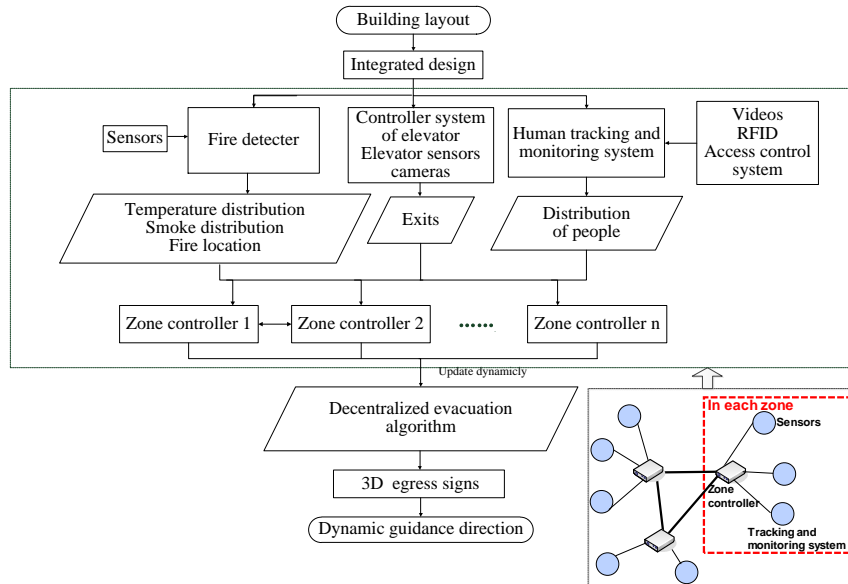 Building layout
Integrated design
Sensors
Fire detecter
Controller system
of elevator
Elevator sensors
cameras
Human tracking and
monitoring system
Videos
RFID
Access control
system
Temperature distribution
Smoke distribution
Fire location
Exits
Distribution
of people
Zone controller 1
Zone controller 2
......
Zone controller n
Update dynamicly
Decentralized evacuation
algorithm
3D egress signs
Dynamic guidance direction
In each zone
Sensors
Zone
controller
Tracking and
monitoring system